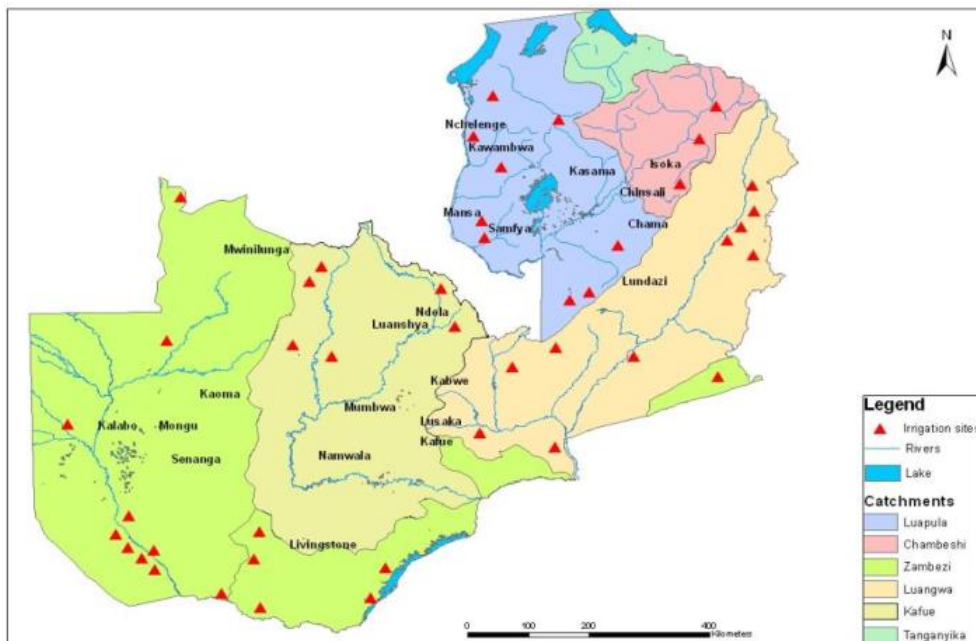 N
Nchelenge
Kawambwa
Kasama
Isoka
Chinsali
Mansa
Samfya
Chama
Mwinilunga
Lundazi
Ndola
Luanshya
Kabwe
Kaoma
Mumbwa
Lusaka
Kalabo
Mongu
Kafue
Senanga
Namwala
Livingstone
Legend
Irrigation sites
Rivers
Lake
Catchments
Luapula
Chambeshi
Zambezi
Luangwa
Kafue
Tanganyika
0 100 200 400
Kilometers